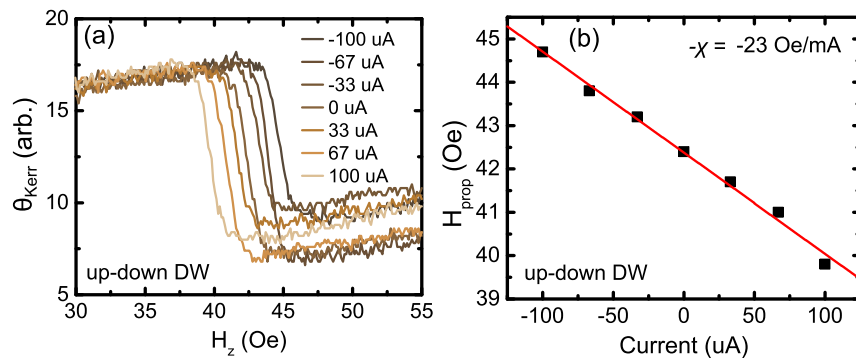 (a)
20.0
15
10
5.0
θKerr (arb.)
-100 uA
-67 uA
-33 uA
0 uA
33 uA
67 uA
100 uA
up-down DW
30 35 40 45 50 55
Hz (Oe)
(b)
-χ = -23 Oe/mA
45
44
43
42
41
40
39
Hprop (Oe)
up-down DW
-100 -50 0 50 100
Current (uA)